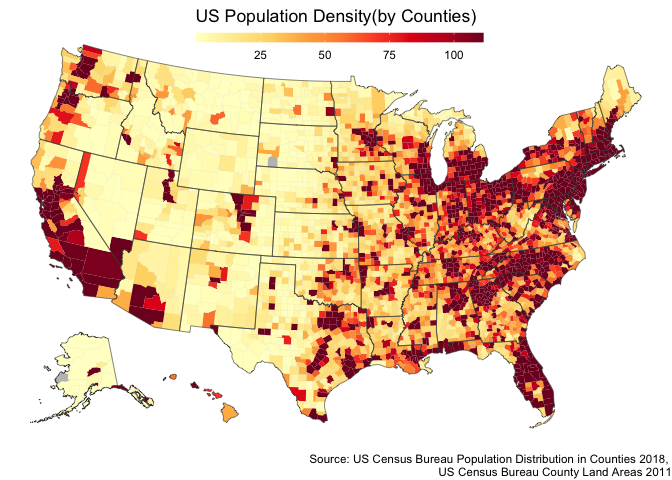 US Population Density(by Counties)
25 50 75 100
Source: US Census Bureau Population Distribution in Counties 2018,
US Census Bureau County Land Areas 2011